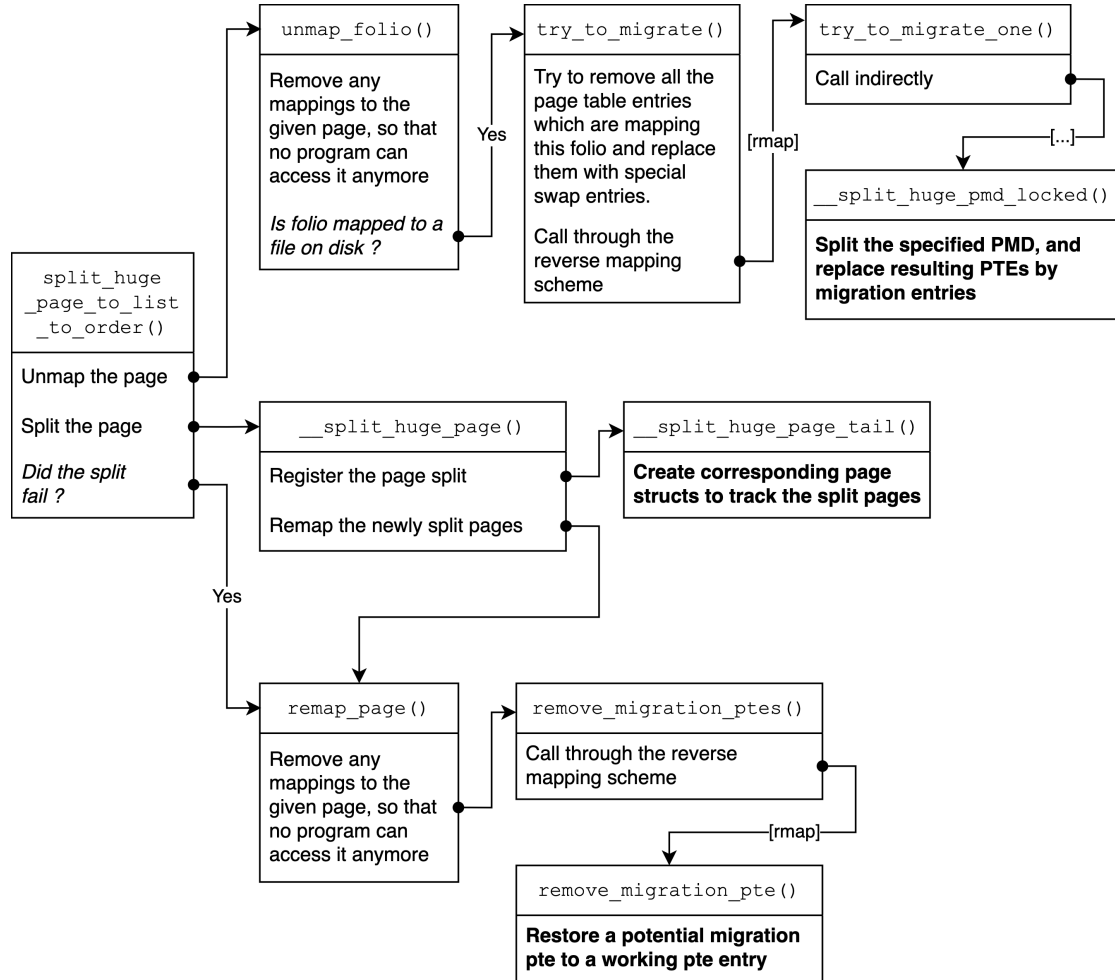 unmap_folio()
Remove any
mappings to the
given page, so that
no program can
access it anymore
Is folio mapped to a
file on disk ?
Yes
try_to_migrate()
Try to remove all the
page table entries
which are mapping
this folio and replace
them with special
swap entries.
Call through the
reverse mapping
scheme
[rmap]
try_to_migrate_one()
Call indirectly
[...]
__split_huge_pmd_locked()
Split the specified PMD, and
replace resulting PTEs by
migration entries
split_huge
_page_to_list
_to_order()
Unmap the page
Split the page
Did the split
fail ?
Yes
__split_huge_page()
Register the page split
Remap the newly split pages
__split_huge_page_tail()
Create corresponding page
structs to track the split pages
remap_page()
Remove any
mappings to the
given page, so that
no program can
access it anymore
remove_migration_ptes()
Call through the reverse
mapping scheme
[rmap]
remove_migration_pte()
Restore a potential migration
pte to a working pte entry